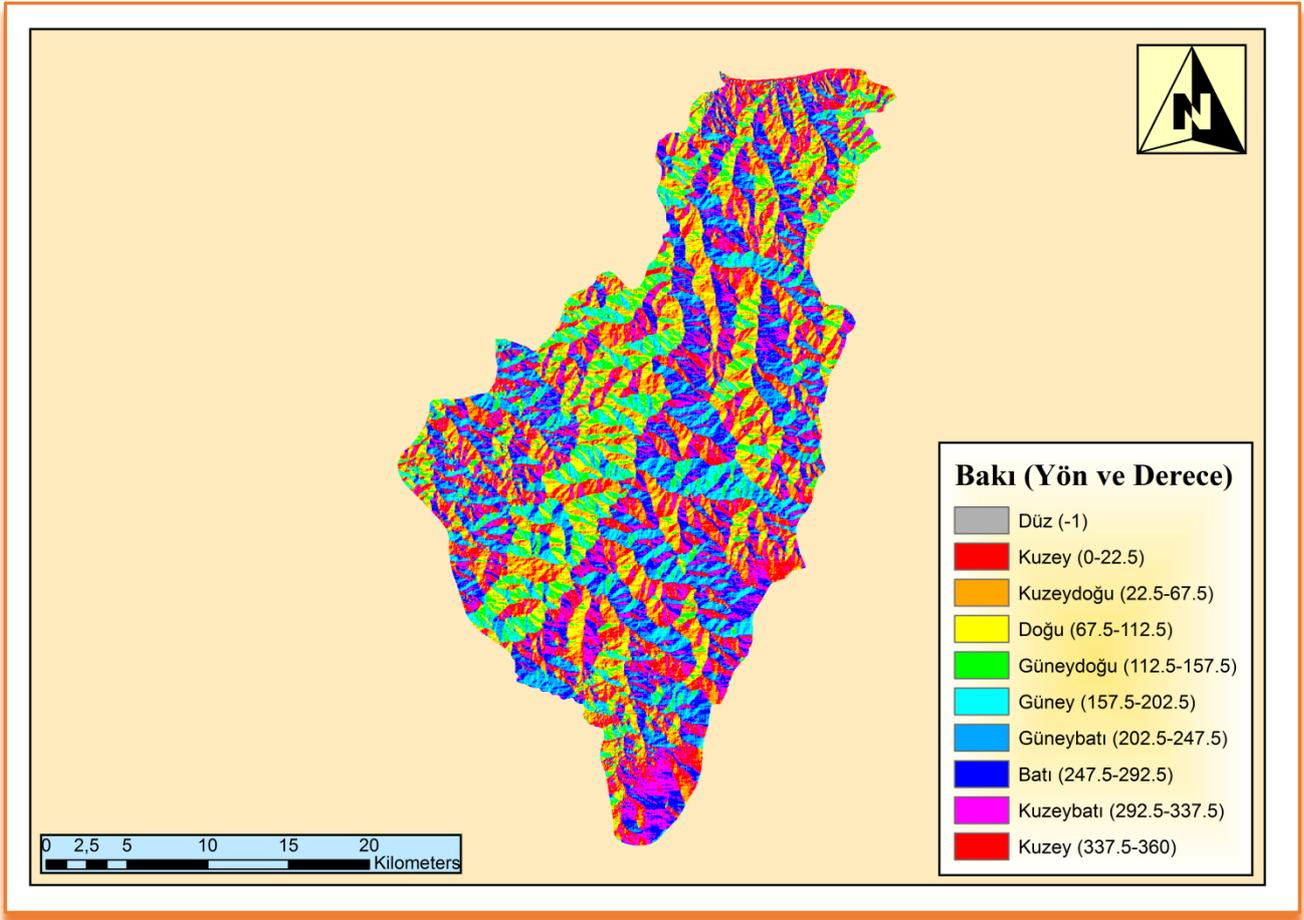 N
Bakı (Yön ve Derece)
Düz (-1)
Kuzey (0-22.5)
Kuzeydoğu (22.5-67.5)
Doğu (67.5-112.5)
Güneydoğu (112.5-157.5)
Güney (157.5-202.5)
Güneybatı (202.5-247.5)
Batı (247.5-292.5)
Kuzeybatı (292.5-337.5)
Kuzey (337.5-360)
0 2,5 5 10 15 20
Kilometers